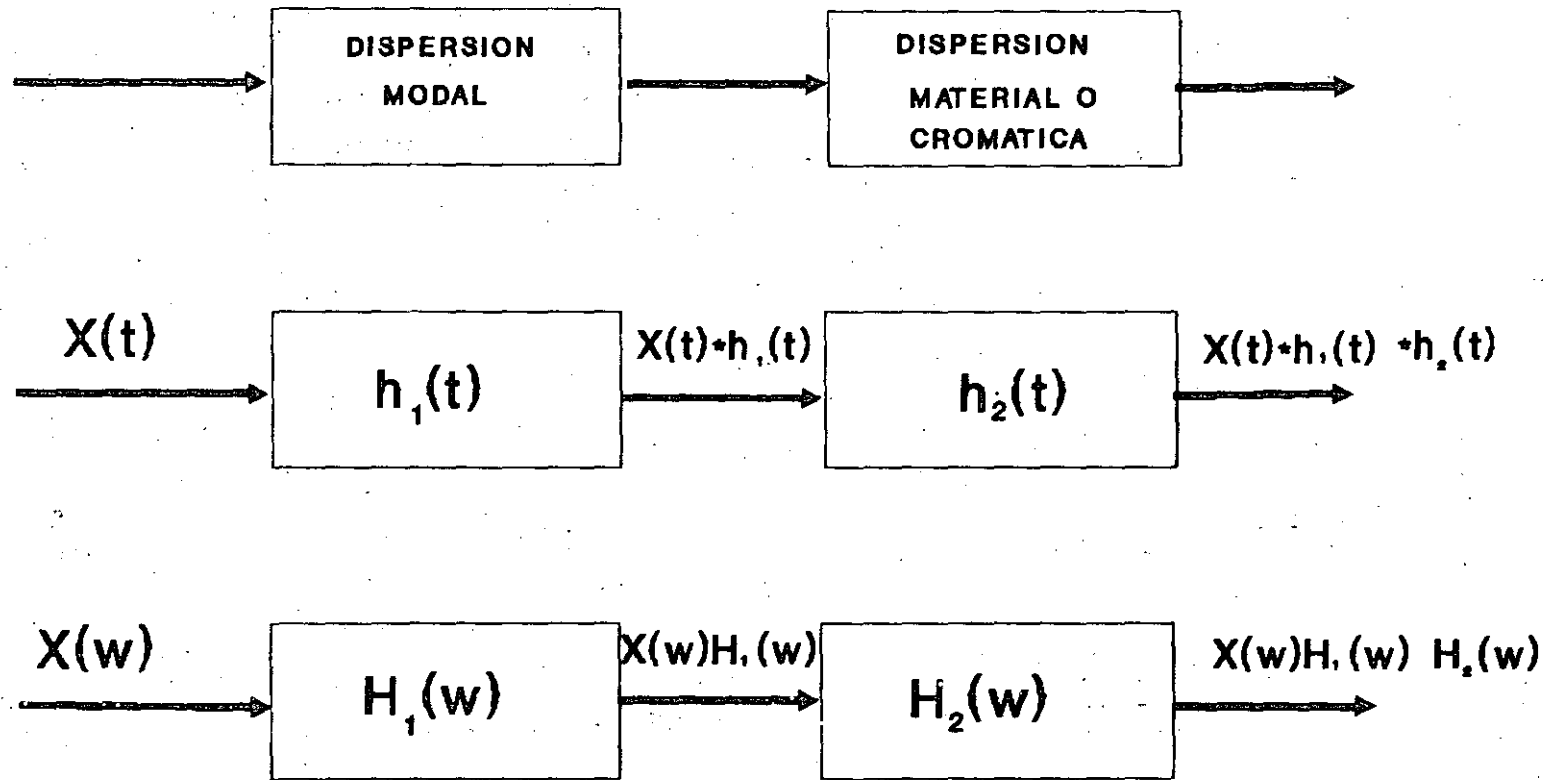 DISPERSION
MODAL
DISPERSION
MATERIAL O
CROMATICA
X(t)
h₁(t)
X(t)*h₁(t)
h₂(t)
X(t)*h₁(t) *h₂(t)
X(w)
H₁(w)
X(w)H₁(w)
H₂(w)
X(w)H₁(w) H₂(w)